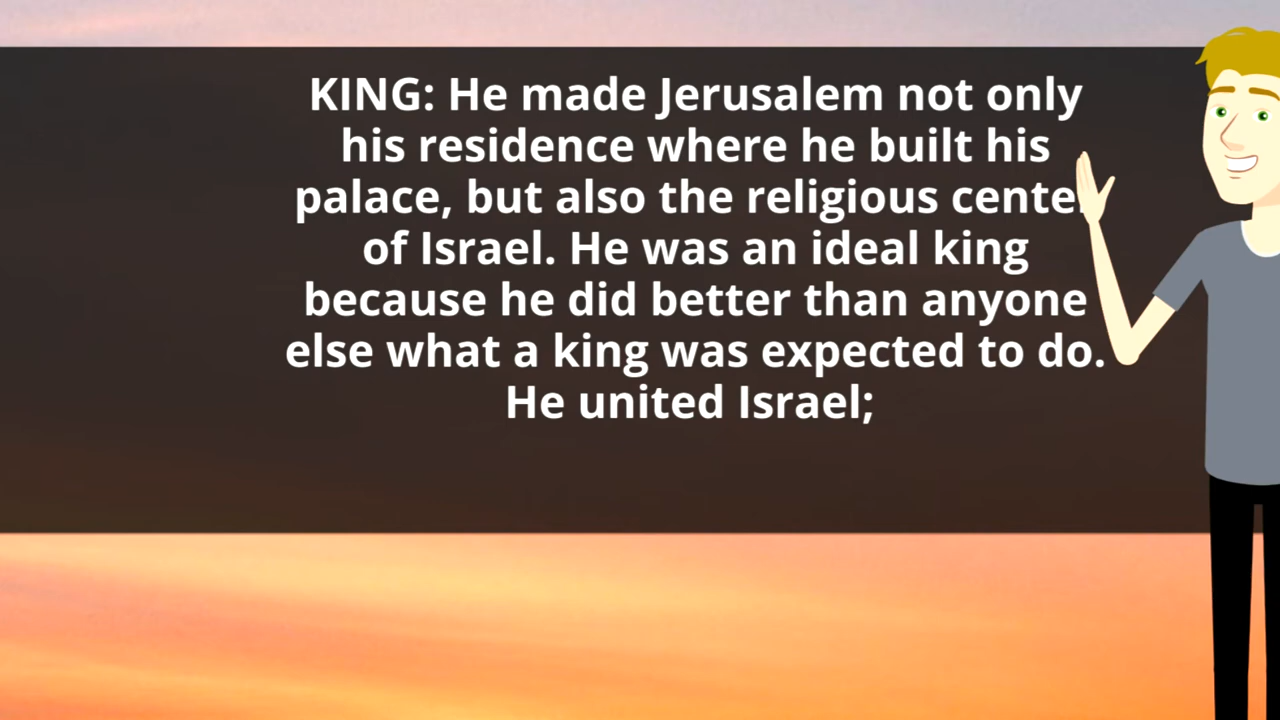 KING: He made Jerusalem not only
his residence where he built his
palace, but also the religious center
of Israel. He was an ideal king
because he did better than anyone
else what a king was expected to do.
He united Israel;